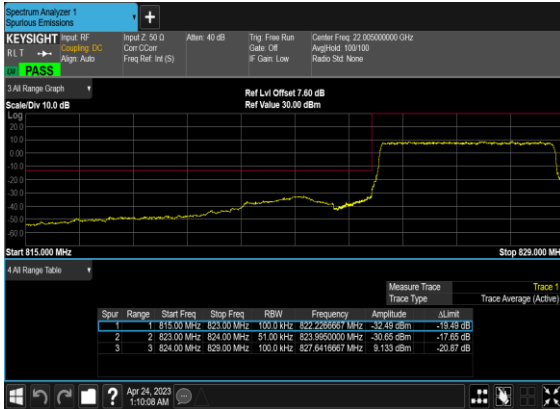 Spectrum Analyzer 1
Spurious Emissions
KEYSIGHT
RL T
PASS
Input: RF
Coupling: DC
Align: Auto
Input Z: 50 Ω
Corr CCorr
Freq Ref: Int (S)
Atten: 40 dB
Trig: Free Run
Gate: Off
IF Gain: Low
Center Freq: 22.005000000 GHz
Avg|Hold: 100/100
Radio Std: None
3 All Range Graph
Scale/Div 10.0 dB
Ref Lvl Offset 7.60 dB
Ref Value 30.00 dBm
Log
20.0
10.0
0.00
-10.0
-20.0
-30.0
-40.0
-50.0
-60.0
Start 815.000 MHz
Stop 829.000 MH
4 All Range Table
Measure Trace Trace 1
Trace Type Trace Average (Active)
Spur Range Start Freq Stop Freq RBW Frequency Amplitude ΔLimit
1 1 815.00 MHz 823.00 MHz 100.0 kHz 822.2266667 MHz -32.49 dBm -19.49 dB
2 2 823.00 MHz 824.00 MHz 51.00 kHz 823.9950000 MHz -30.65 dBm -17.65 dB
3 3 824.00 MHz 829.00 MHz 100.0 kHz 827.6416667 MHz 9.133 dBm -20.87 dB
Apr 24, 2023
1:10:08 AM